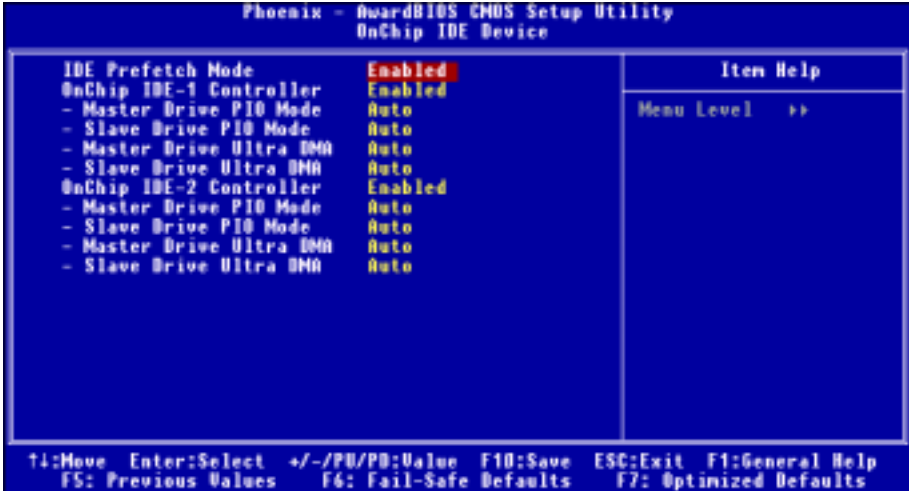 Phoenix - AwardBIOS CMOS Setup Utility
OnChip IDE Device
IDE Prefetch Mode Enabled
OnChip IDE-1 Controller Enabled
- Master Drive PIO Mode Auto
- Slave Drive PIO Mode Auto
- Master Drive Ultra DMA Auto
- Slave Drive Ultra DMA Auto
OnChip IDE-2 Controller Enabled
- Master Drive PIO Mode Auto
- Slave Drive PIO Mode Auto
- Master Drive Ultra DMA Auto
- Slave Drive Ultra DMA Auto
Item Help
Menu Level ▸▸
↑↓:Move Enter:Select +/-/PU/PD:Value F10:Save ESC:Exit F1:General Help
F5: Previous Values F6: Fail-Safe Defaults F7: Optimized Defaults